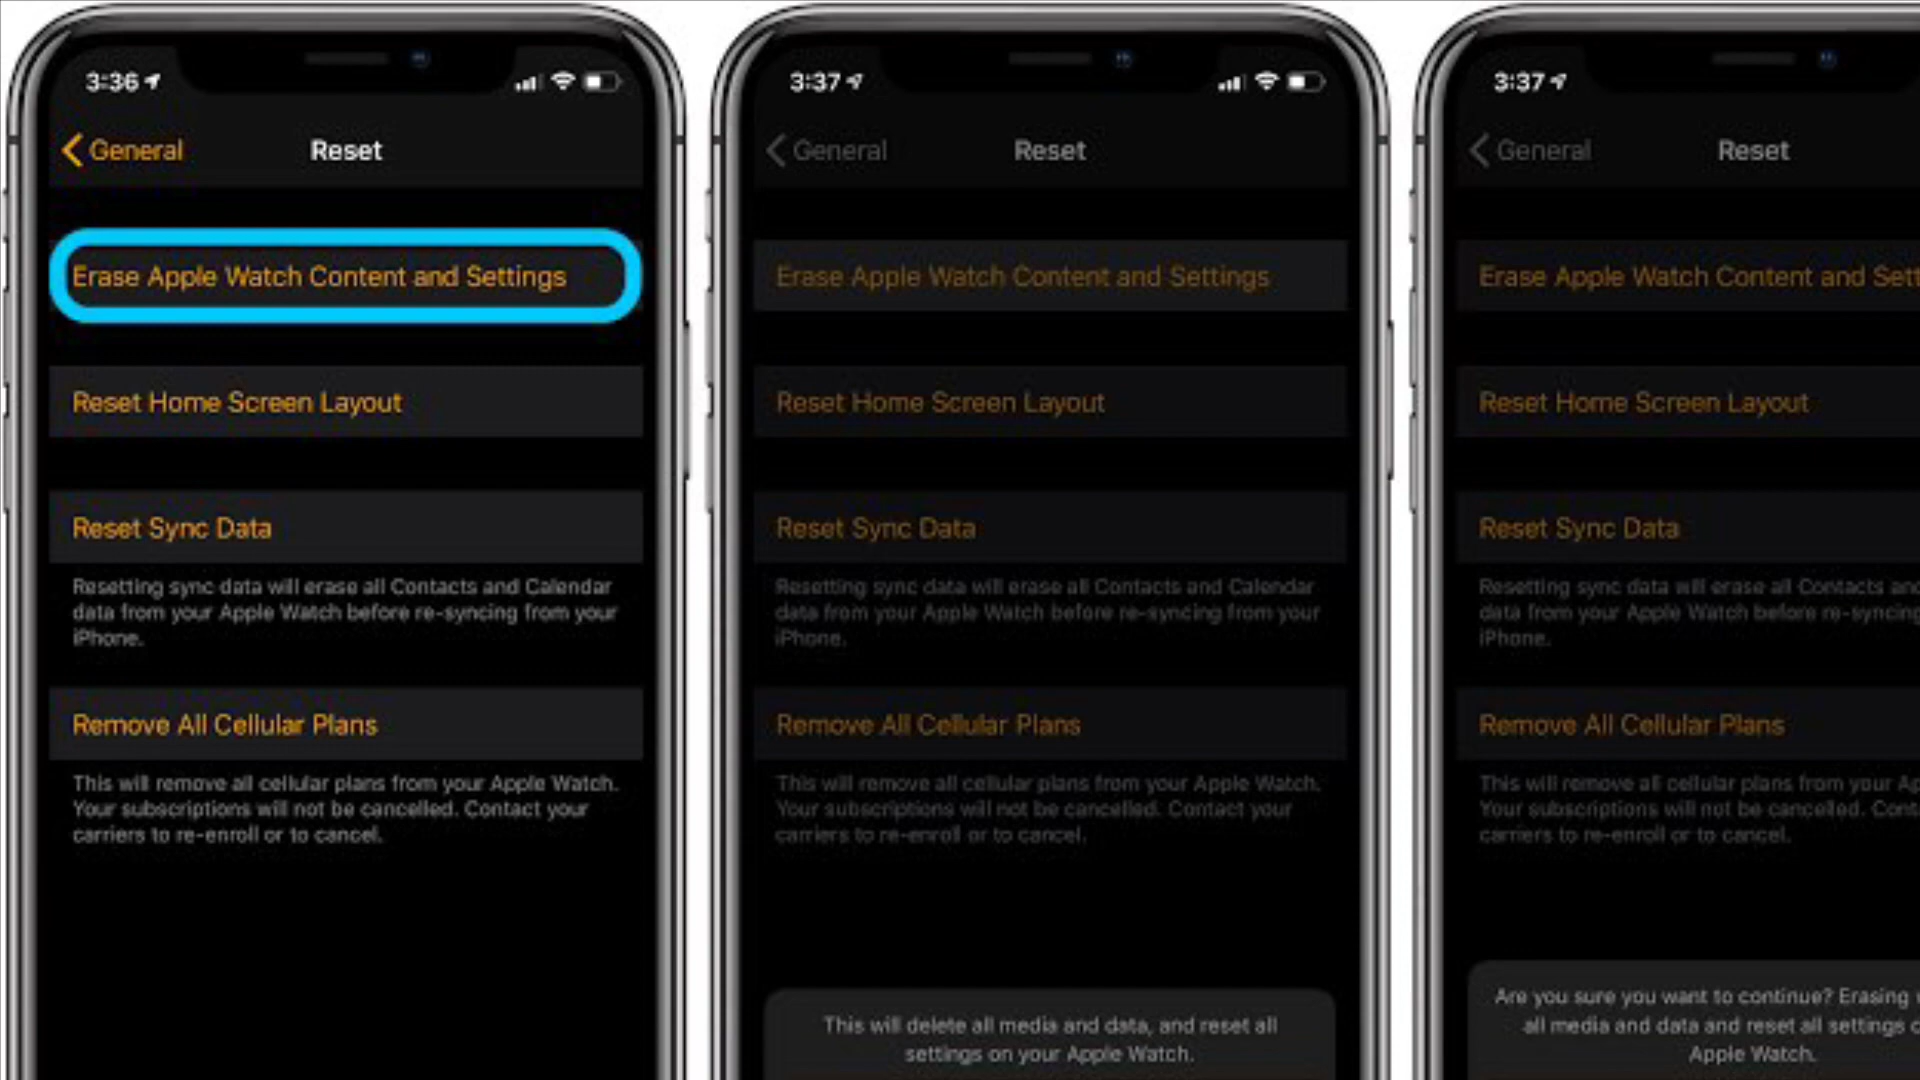 3:36
General
Reset
Erase Apple Watch Content and Settings
Reset Home Screen Layout
Reset Sync Data
Resetting sync data will erase all Contacts and Calendar
data from your Apple Watch before re-syncing from your
iPhone.
Remove All Cellular Plans
This will remove all cellular plans from your Apple Watch.
Your subscriptions will not be cancelled. Contact your
carriers to re-enroll or to cancel.
3:37
General
Reset
Erase Apple Watch Content and Settings
Reset Home Screen Layout
Reset Sync Data
Resetting sync data will erase all Contacts and Calendar
data from your Apple Watch before re-syncing from your
iPhone.
Remove All Cellular Plans
This will remove all cellular plans from your Apple Watch.
Your subscriptions will not be cancelled. Contact your
carriers to re-enroll or to cancel.
This will delete all media and data, and reset all
settings on your Apple Watch.
3:37
General
Reset
Erase Apple Watch Content and Sett
Reset Home Screen Layout
Reset Sync Data
Resetting sync data will erase all Contacts and
data from your Apple Watch before re-syncing
iPhone.
Remove All Cellular Plans
This will remove all cellular plans from your Ap
Your subscriptions will not be cancelled. Cont
carriers to re-enroll or to cancel.
Are you sure you want to continue? Erasing
all media and data and reset all settings
Apple Watch.